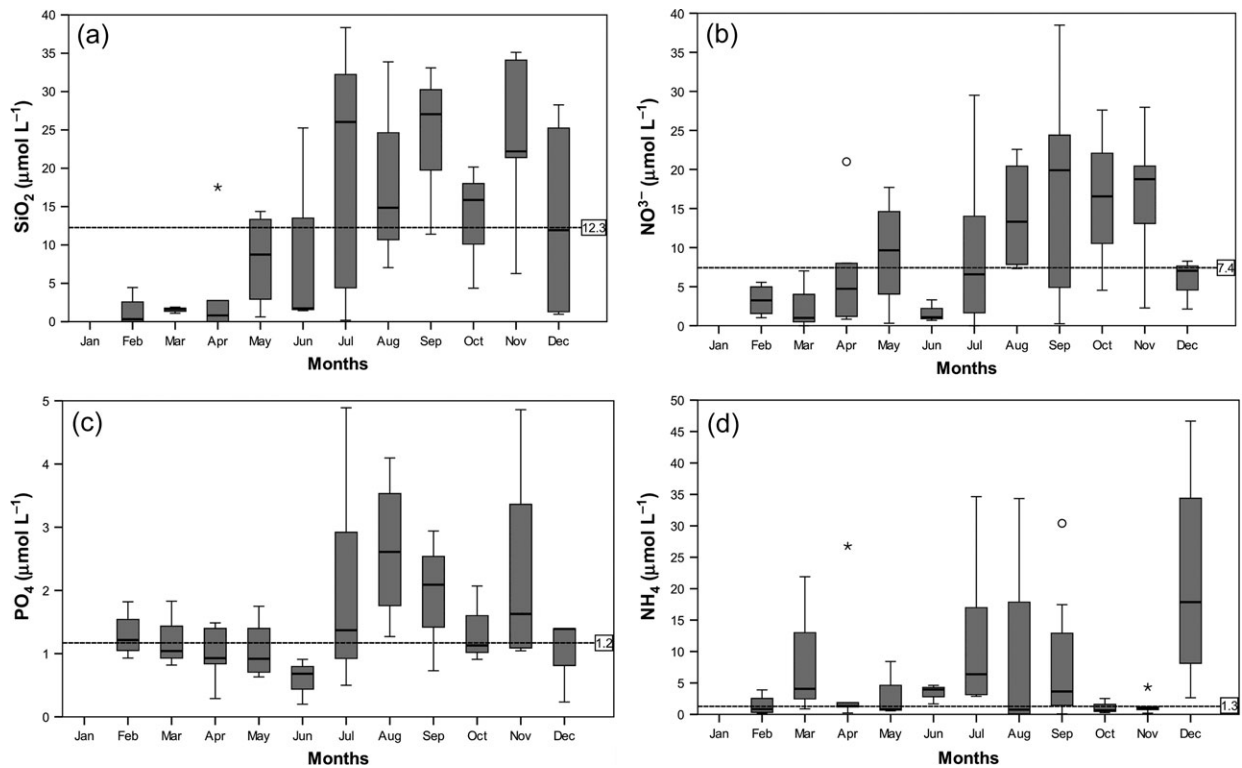 (a)
SiO₂ (μmol L⁻¹)
40
35
30
25
20
15
10
5
0
*
12.3
Jan Feb Mar Apr May Jun Jul Aug Sep Oct Nov Dec
Months
(b)
NO³⁻ (μmol L⁻¹)
40
35
30
25
20
15
10
5
0
7.4
Jan Feb Mar Apr May Jun Jul Aug Sep Oct Nov Dec
Months
(c)
PO₄ (μmol L⁻¹)
5
4
3
2
1
0
1.2
Jan Feb Mar Apr May Jun Jul Aug Sep Oct Nov Dec
Months
(d)
NH₄ (μmol L⁻¹)
50
45
40
35
30
25
20
15
10
5
0
*
*
1.3
Jan Feb Mar Apr May Jun Jul Aug Sep Oct Nov Dec
Months